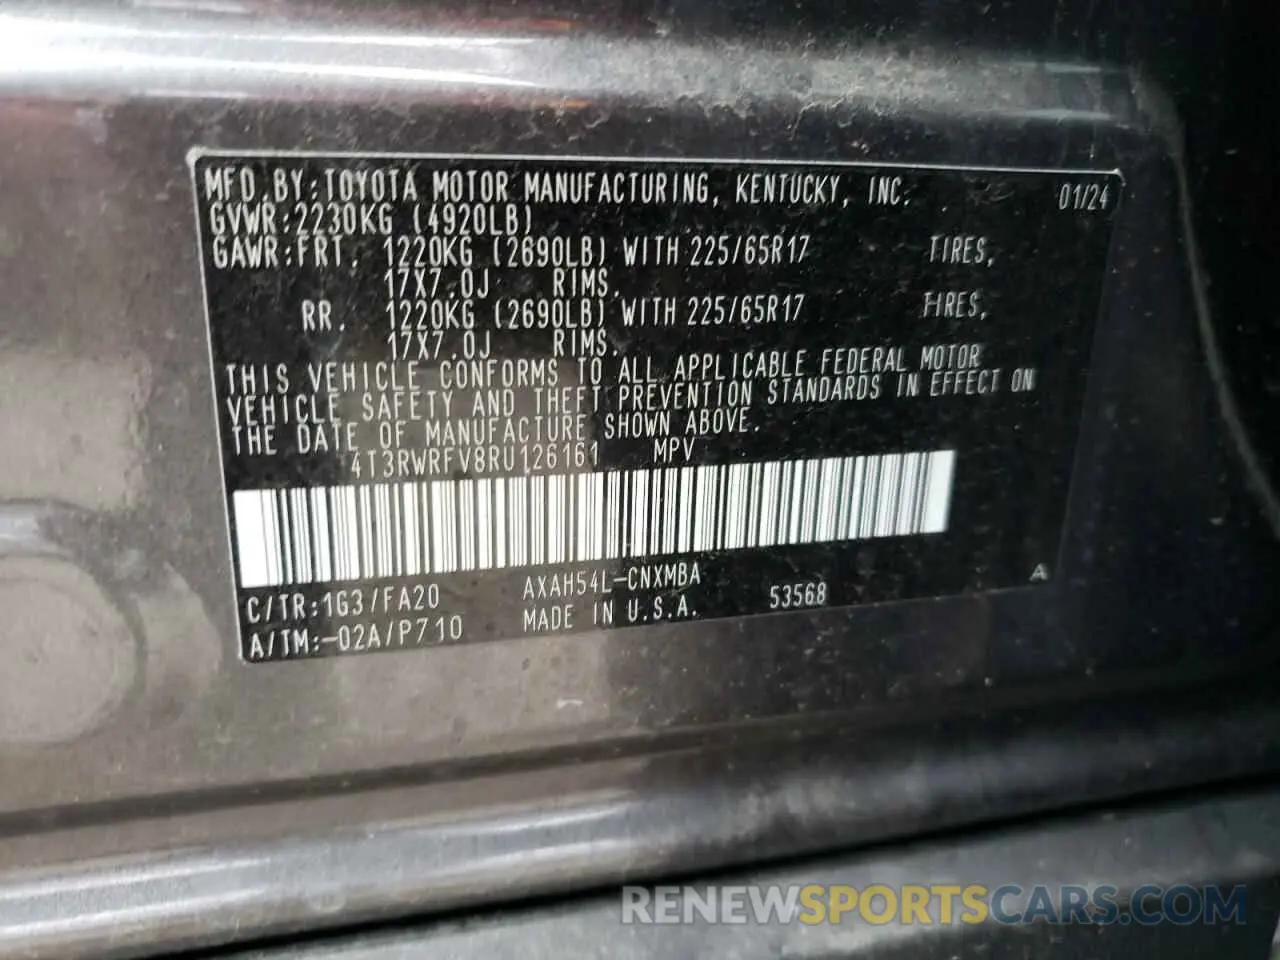 MFD.BY:TOYOTA MOTOR MANUFACTURING, KENTUCKY, INC. 01/24
GVWR:2230KG (4920LB)
GAWR:FRT. 1220KG (2690LB) WITH 225/65R17 TIRES,
17X7.0J RIMS.
RR. 1220KG (2690LB) WITH 225/65R17 TIRES,
17X7.0J RIMS.
THIS VEHICLE CONFORMS TO ALL APPLICABLE FEDERAL MOTOR
VEHICLE SAFETY AND THEFT PREVENTION STANDARDS IN EFFECT ON
THE DATE OF MANUFACTURE SHOWN ABOVE.
4T3RWRFV8RU126161 MPV
C/TR:1G3/FA20 AXAH54L-CNXMBA A
A/TM:-02A/P710 MADE IN U.S.A. 53568
RENEWSPORTSCARS.COM